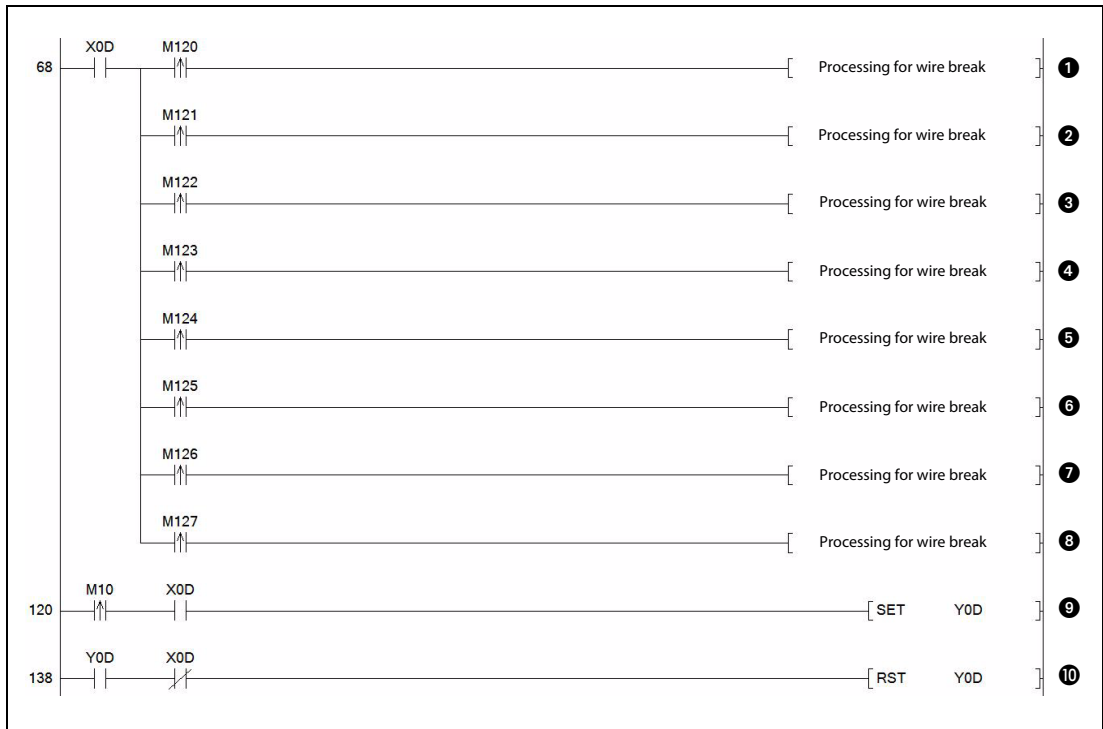 X0D M120
68 Processing for wire break 1
M121
Processing for wire break 2
M122
Processing for wire break 3
M123
Processing for wire break 4
M124
Processing for wire break 5
M125
Processing for wire break 6
M126
Processing for wire break 7
M127
Processing for wire break 8
M10 X0D
120 SET Y0D 9
Y0D X0D
138 RST Y0D 10